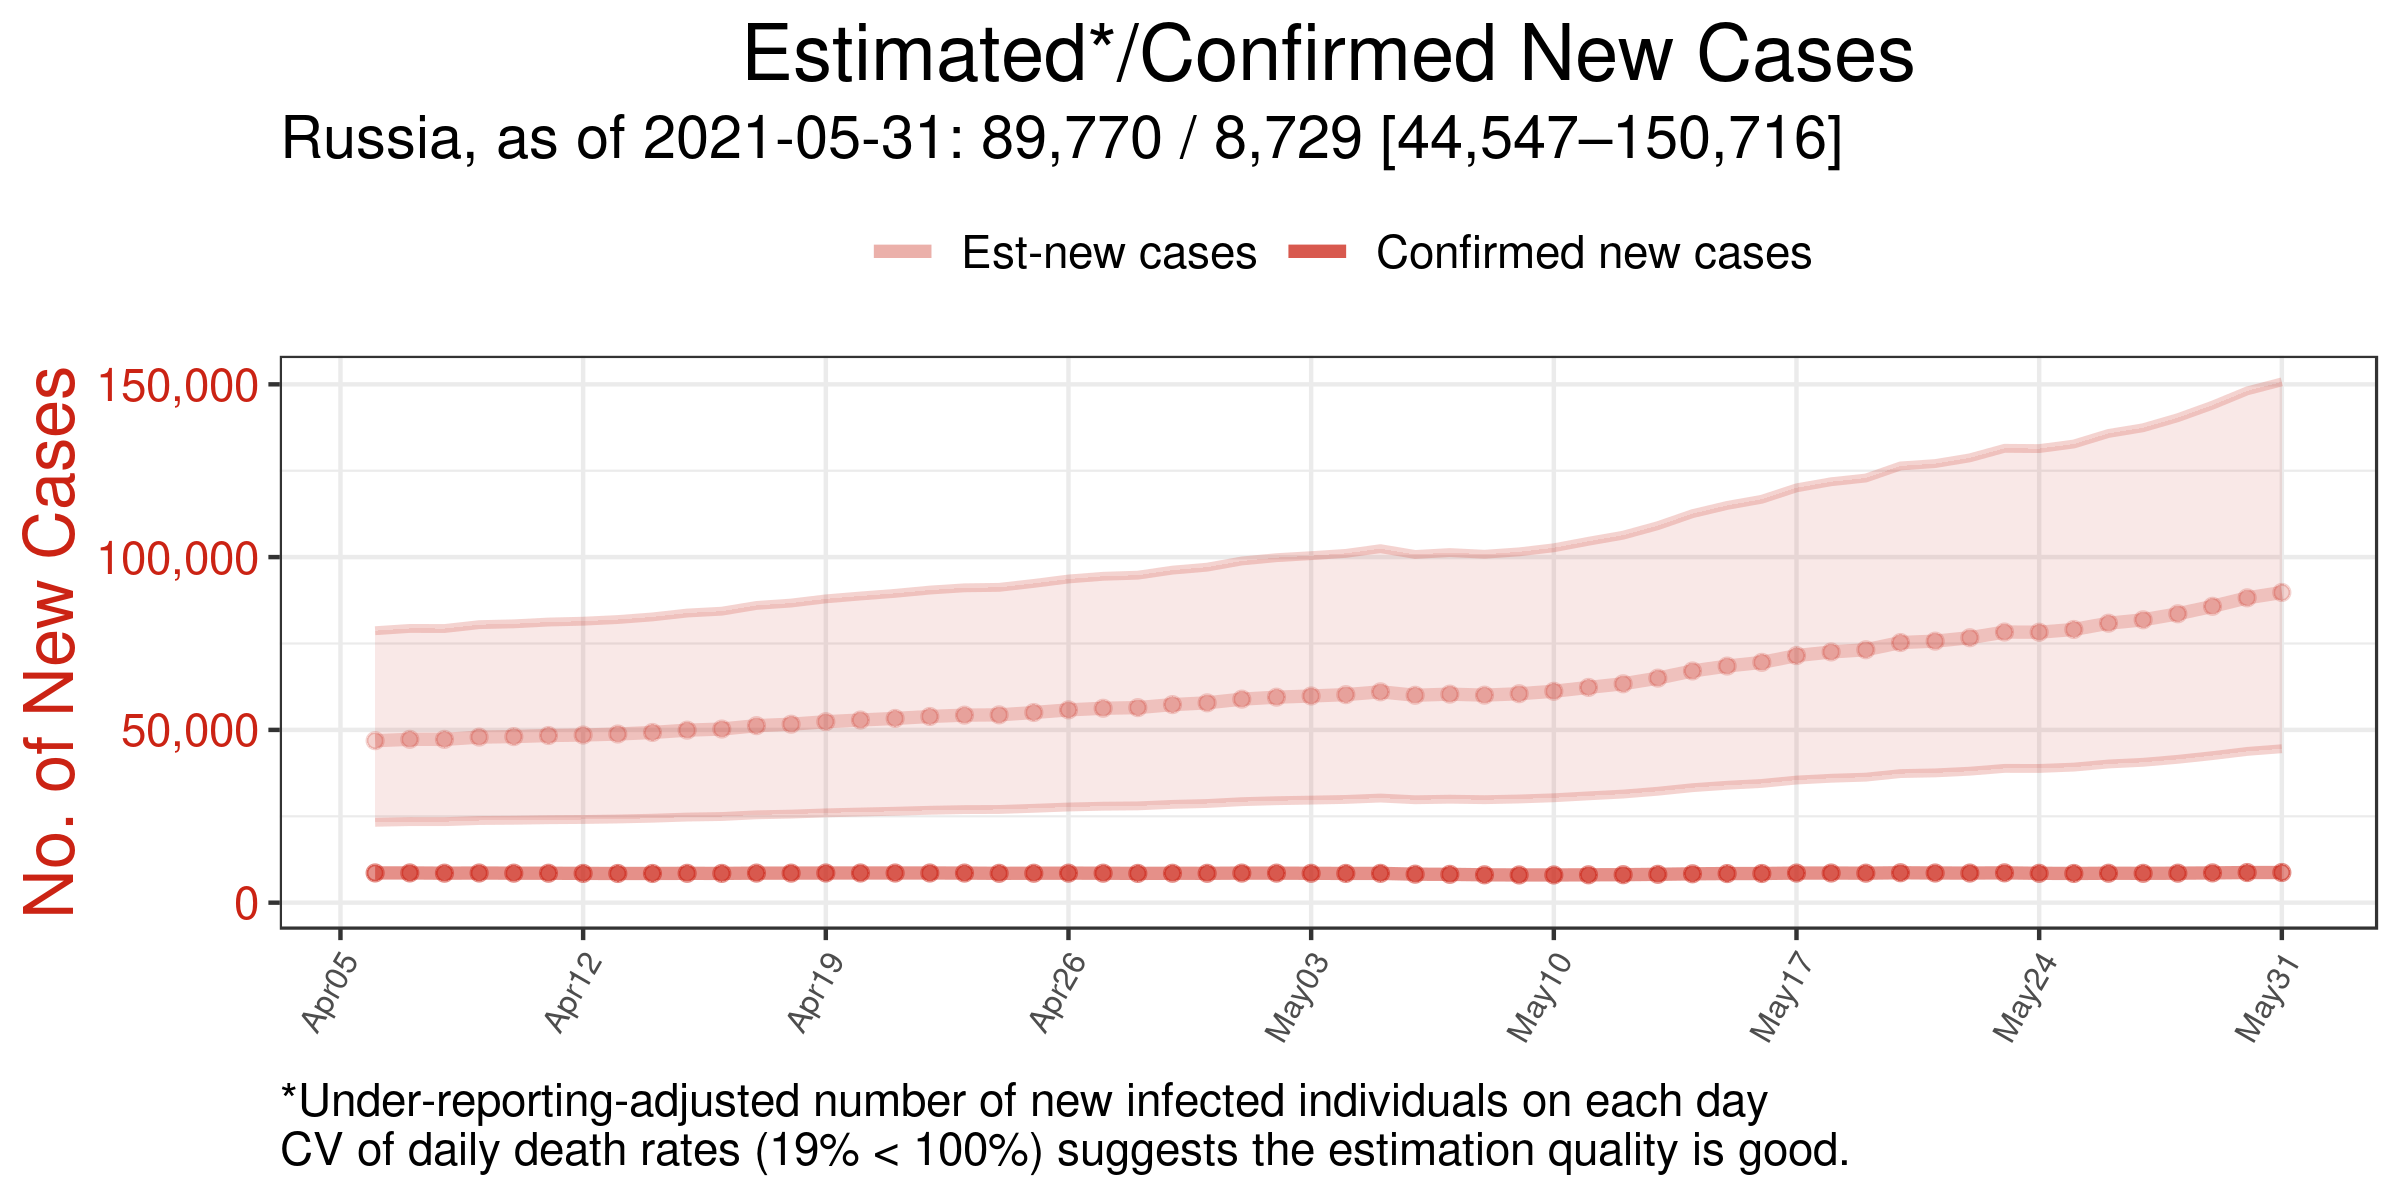 Estimated*/Confirmed New Cases
Russia, as of 2021-05-31: 89,770 / 8,729 [44,547–150,716]
Est-new cases
Confirmed new cases
No. of New Cases
150,000
100,000
50,000
0
Apr05
Apr12
Apr19
Apr26
May03
May10
May17
May24
May31
*Under-reporting-adjusted number of new infected individuals on each day
CV of daily death rates (19% < 100%) suggests the estimation quality is good.